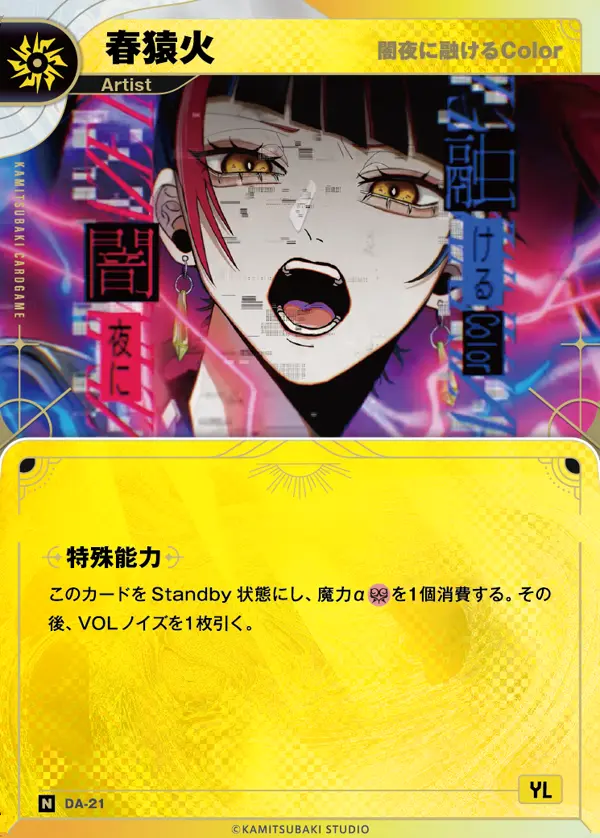 春猿火
闇夜に融けるColor
Artist
KAMITSUBAKI CARDGAME
闇
夜に
融
ける
Color
特殊能力
このカードを Standby 状態にし、魔力α を1個消費する。その
後、VOLノイズを1枚引く。
YL
N DA-21
©KAMITSUBAKI STUDIO